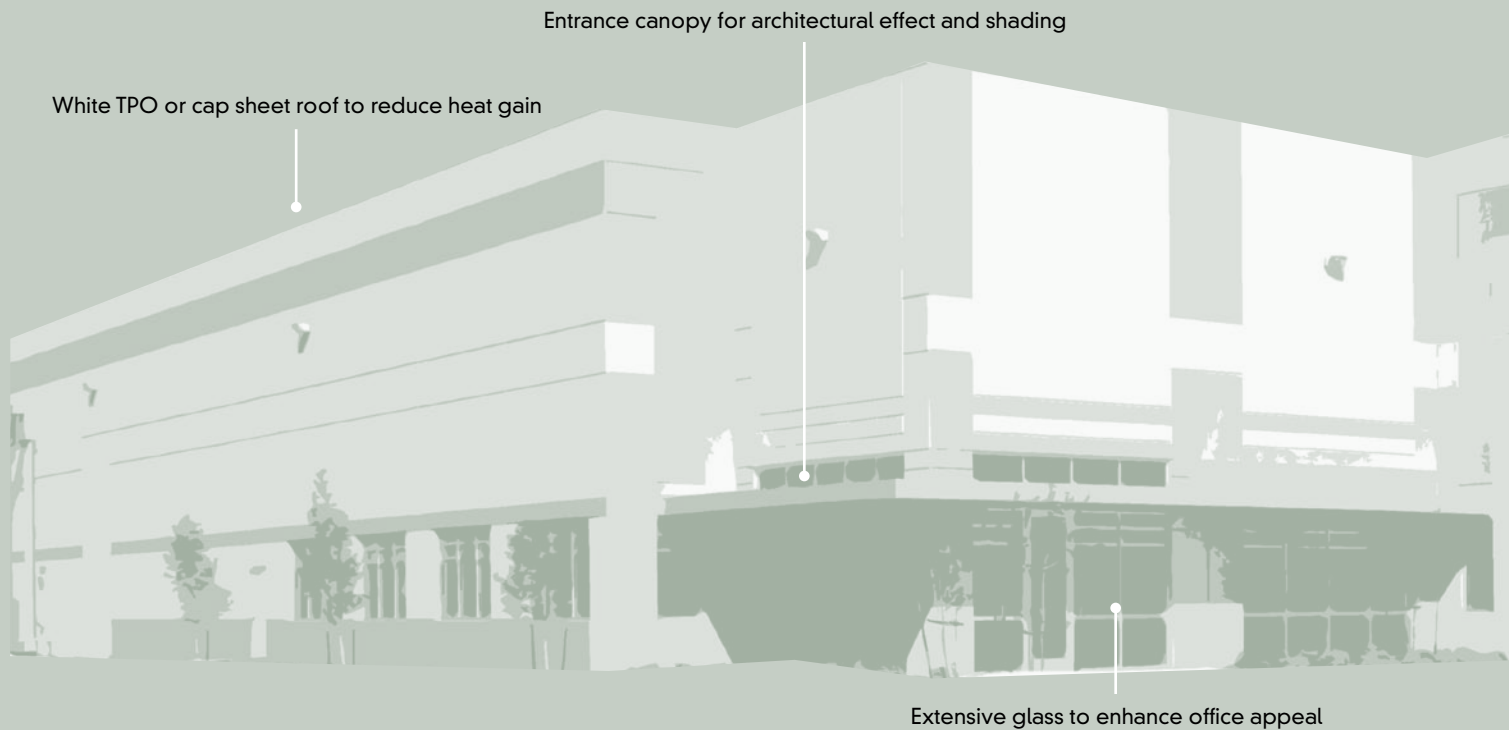 Entrance canopy for architectural effect and shading
White TPO or cap sheet roof to reduce heat gain
Extensive glass to enhance office appeal